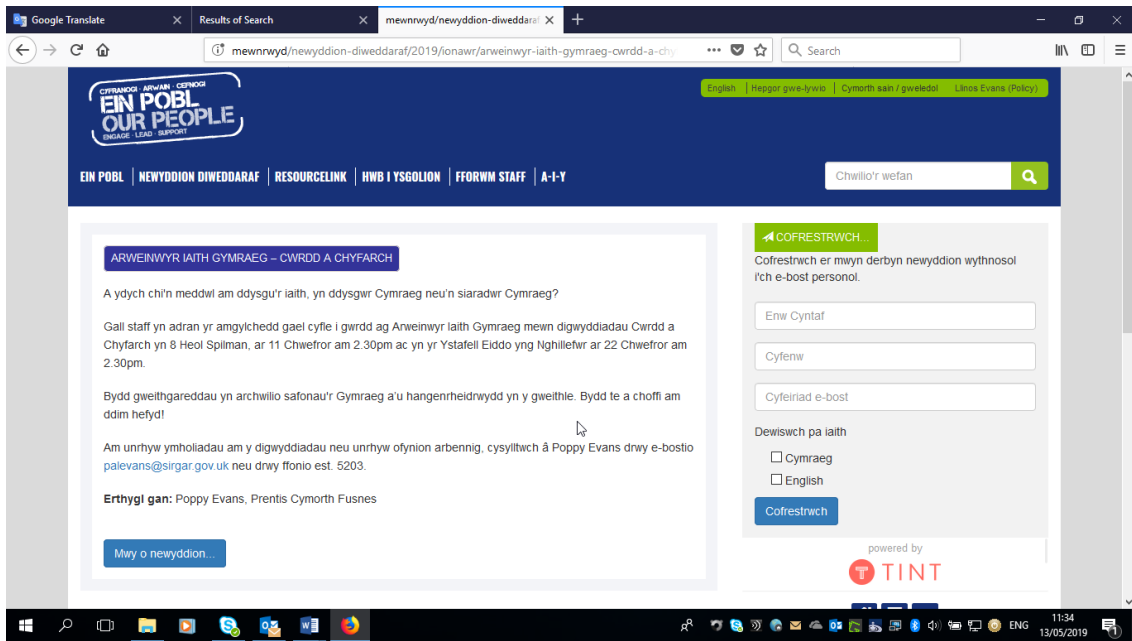 Google Translate
Results of Search
mewnrwyd/newyddion-diweddaraf
mewnrwyd/newyddion-diweddaraf/2019/ionawr/arweinwyr-iaith-gymraeg-cwrdd-a-chy
Search
CYFRANOGI · ARWAIN · CEFNOGI
EIN POBL
OUR PEOPLE
ENGAGE · LEAD · SUPPORT
English | Hepgor gwe-lywio | Cymorth sain / gweledol Llinos Evans (Policy)
EIN POBL | NEWYDDION DIWEDDARAF | RESOURCELINK | HWB I YSGOLION | FFORWM STAFF | A-I-Y
Chwilio'r wefan
ARWEINWYR IAITH GYMRAEG – CWRDD A CHYFARCH
A ydych chi'n meddwl am ddysgu'r iaith, yn ddysgwr Cymraeg neu'n siaradwr Cymraeg?
Gall staff yn adran yr amgylchedd gael cyfle i gwrdd ag Arweinwyr Iaith Gymraeg mewn digwyddiadau Cwrdd a
Chyfarch yn 8 Heol Spilman, ar 11 Chwefror am 2.30pm ac yn yr Ystafell Eiddo yng Nghillefwr ar 22 Chwefror am
2.30pm.
Bydd gweithgareddau yn archwilio safonau'r Gymraeg a'u hangenrheidrwydd yn y gweithle. Bydd te a choffi am
ddim hefyd!
Am unrhyw ymholiadau am y digwyddiadau neu unrhyw ofynion arbennig, cysylltwch â Poppy Evans drwy e-bostio
palevans@sirgar.gov.uk neu drwy ffonio est. 5203.
Erthygl gan: Poppy Evans, Prentis Cymorth Fusnes
Mwy o newyddion...
COFRESTRWCH...
Cofrestrwch er mwyn derbyn newyddion wythnosol
i'ch e-bost personol.
Enw Cyntaf
Cyfenw
Cyfeiriad e-bost
Dewiswch pa iaith
Cymraeg
English
Cofrestrwch
powered by
TINT
ENG
11:34
13/05/2019